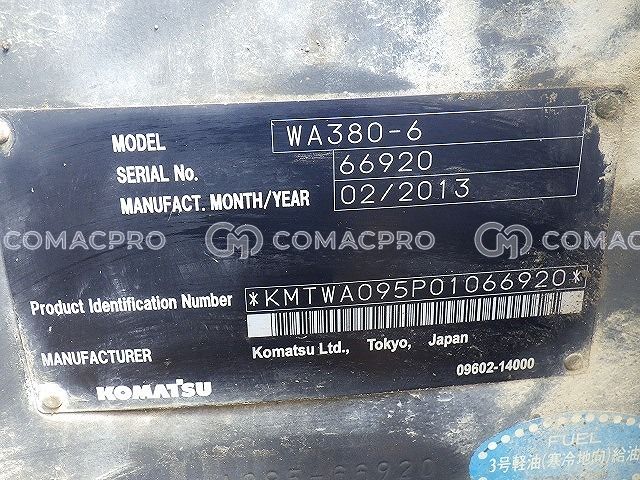 MODEL WA380-6
SERIAL No. 66920
MANUFACT. MONTH/YEAR 02/2013
COMACPRO COMACPRO COMACPRO
Product Identification Number *KMTWA095P01066920*
MANUFACTURER Komatsu Ltd., Tokyo, Japan
09602-14000
KOMATSU
FUEL
3号軽油(寒冷地向)給油
66920